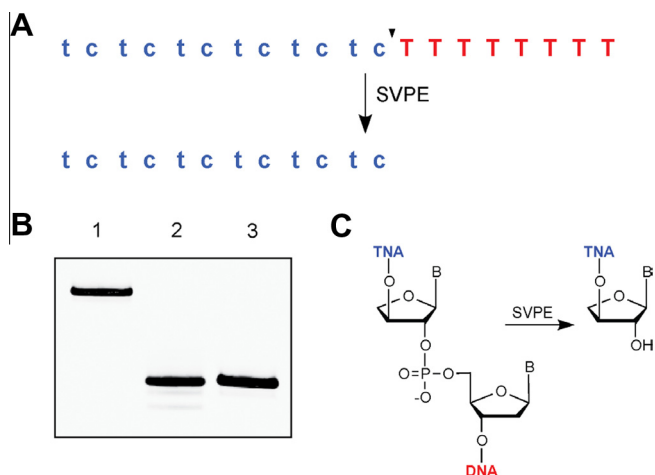 A
t c t c t c t c t c t c T T T T T T T T
SVPE
t c t c t c t c t c t c
B
1 2 3
C
TNA
O B
O
O
O=P-O B
-O O
O
DNA
SVPE
TNA
O B
O
OH